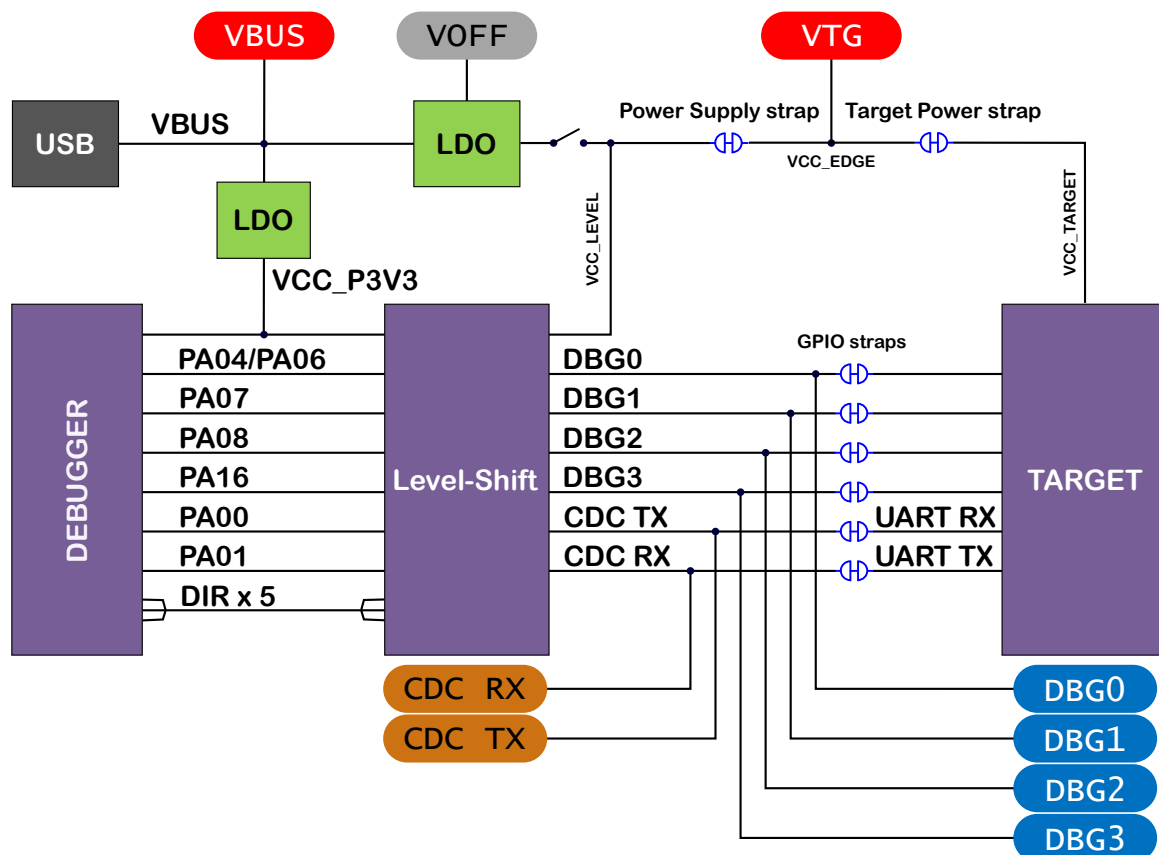 VBUS
VOFF
VTG
Power Supply strap
Target Power strap
USB
VBUS
LDO
VCC_EDGE
LDO
VCC_LEVEL
VCC_TARGET
VCC_P3V3
DEBUGGER
Level-Shift
TARGET
GPIO straps
PA04/PA06
DBG0
PA07
DBG1
PA08
DBG2
PA16
DBG3
PA00
CDC TX
UART RX
PA01
CDC RX
UART TX
DIR x 5
CDC RX
DBG0
CDC TX
DBG1
DBG2
DBG3